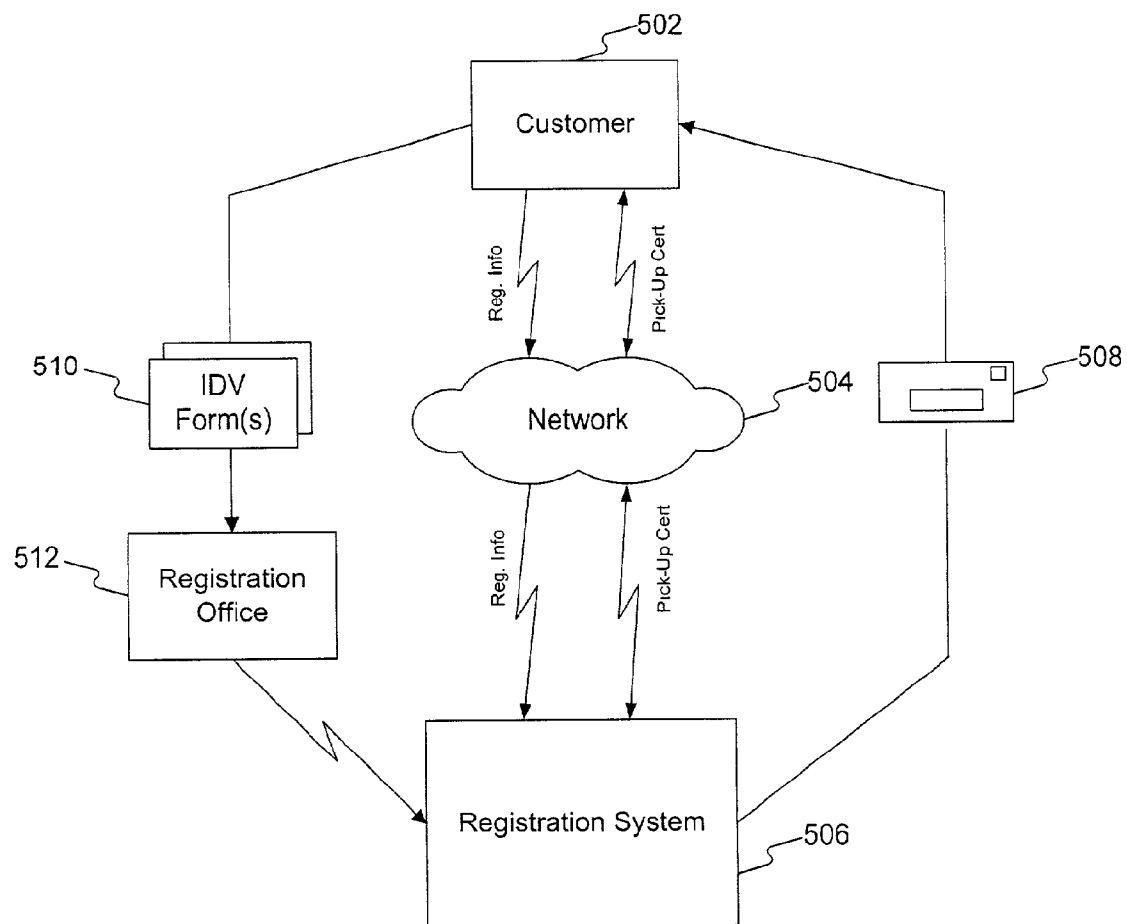 502
Customer
Reg. Info
Pick-Up Cert
510
IDV
Form(s)
Network
504
508
512
Registration
Office
Reg. Info
Pick-Up Cert
Registration System
506